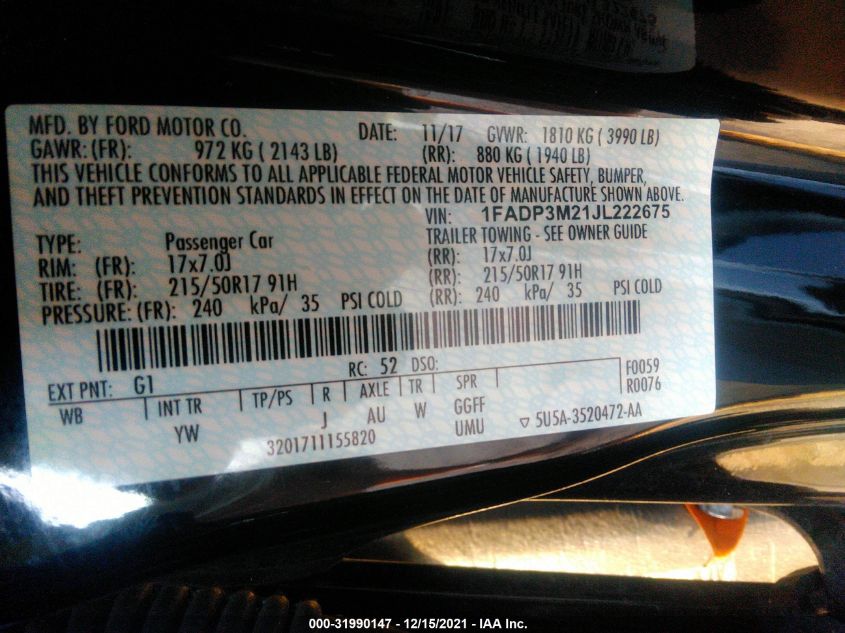 MFD. BY FORD MOTOR CO. DATE: 11/17 GVWR: 1810 KG ( 3990 LB)
GAWR: (FR): 972 KG ( 2143 LB) (RR): 880 KG ( 1940 LB)
THIS VEHICLE CONFORMS TO ALL APPLICABLE FEDERAL MOTOR VEHICLE SAFETY, BUMPER,
AND THEFT PREVENTION STANDARDS IN EFFECT ON THE DATE OF MANUFACTURE SHOWN ABOVE.
VIN: 1FADP3M21JL222675
TYPE: Passenger Car TRAILER TOWING - SEE OWNER GUIDE
RIM: (FR): 17x7.0J (RR): 17x7.0J
TIRE: (FR): 215/50R17 91H (RR): 215/50R17 91H
PRESSURE: (FR): 240 kPa/ 35 PSI COLD (RR): 240 kPa/ 35 PSI COLD
EXT PNT: G1 RC: 52 DSO: F0059
R0076
WB INT TR TP/PS R AXLE TR SPR
YW J AU W GGFF
UMU
3201711155820 ▽ 5U5A-3520472-AA
000-31990147 - 12/15/2021 - IAA Inc.